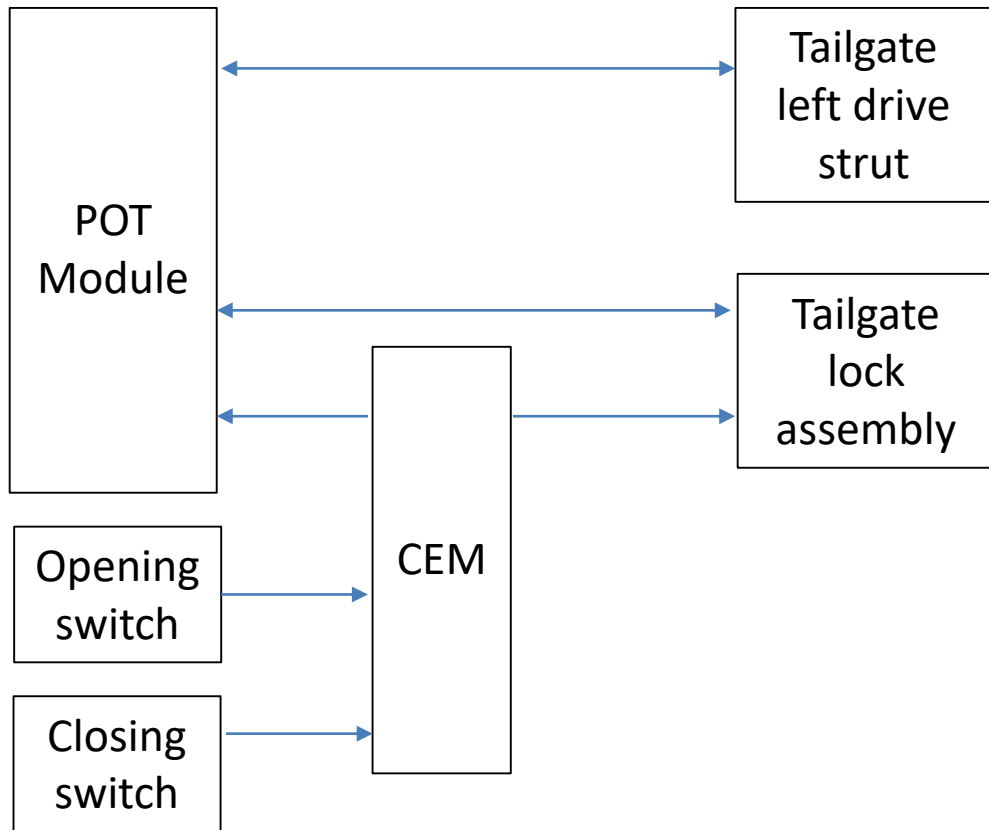 POT
Module
Tailgate
left drive
strut
Tailgate
lock
assembly
CEM
Opening
switch
Closing
switch